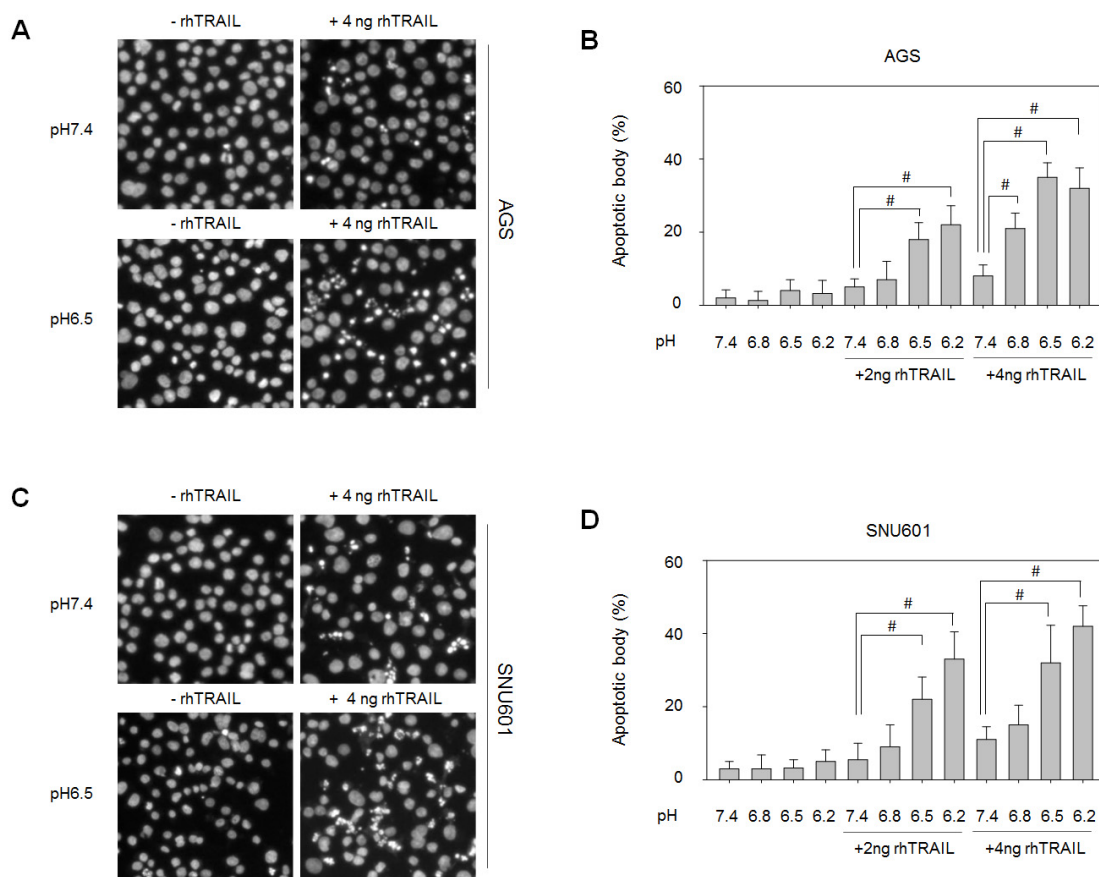 A
- rhTRAIL + 4 ng rhTRAIL
pH7.4
- rhTRAIL + 4 ng rhTRAIL
pH6.5
AGS
B
AGS
Apoptotic body (%)
60
40
20
0
# # # # #
pH 7.4 6.8 6.5 6.2 7.4 6.8 6.5 6.2 7.4 6.8 6.5 6.2
+2ng rhTRAIL +4ng rhTRAIL
C
- rhTRAIL + 4 ng rhTRAIL
pH7.4
- rhTRAIL + 4 ng rhTRAIL
pH6.5
SNU601
D
SNU601
Apoptotic body (%)
60
40
20
0
# # # #
pH 7.4 6.8 6.5 6.2 7.4 6.8 6.5 6.2 7.4 6.8 6.5 6.2
+2ng rhTRAIL +4ng rhTRAIL